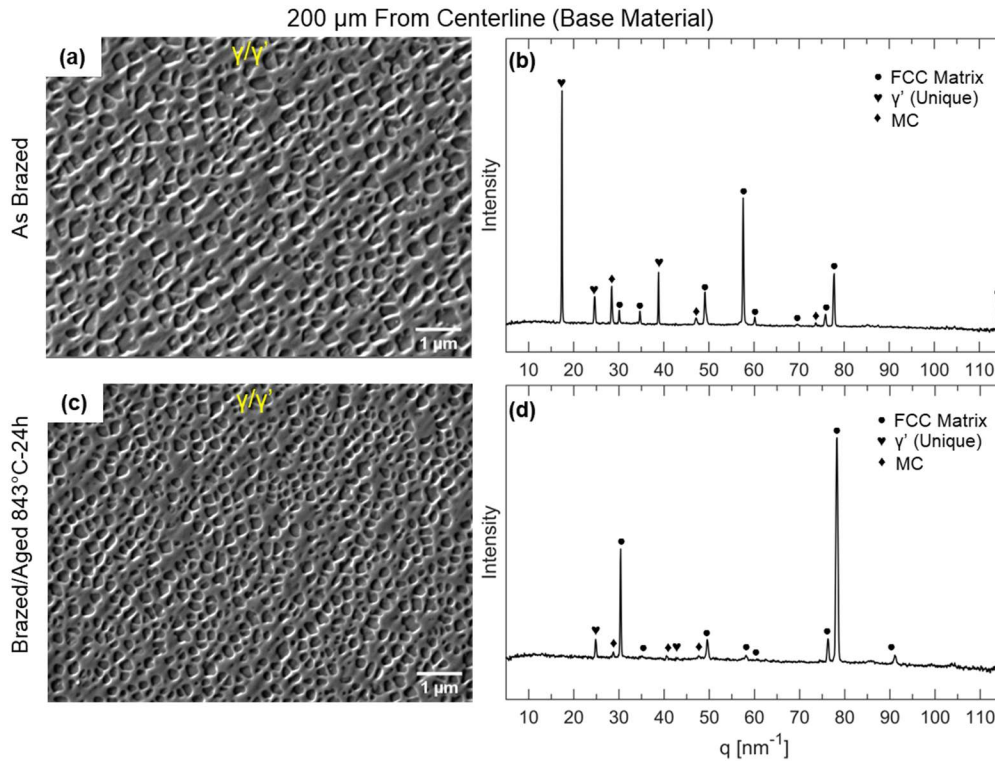 200 µm From Centerline (Base Material)
As Brazed
(a)
γ/γ’
1 µm
(b)
FCC Matrix
γ’ (Unique)
MC
Intensity
10 20 30 40 50 60 70 80 90 100 110
Brazed/Aged 843°C-24h
(c)
γ/γ’
1 µm
(d)
FCC Matrix
γ’ (Unique)
MC
Intensity
10 20 30 40 50 60 70 80 90 100 110
q [nm⁻¹]